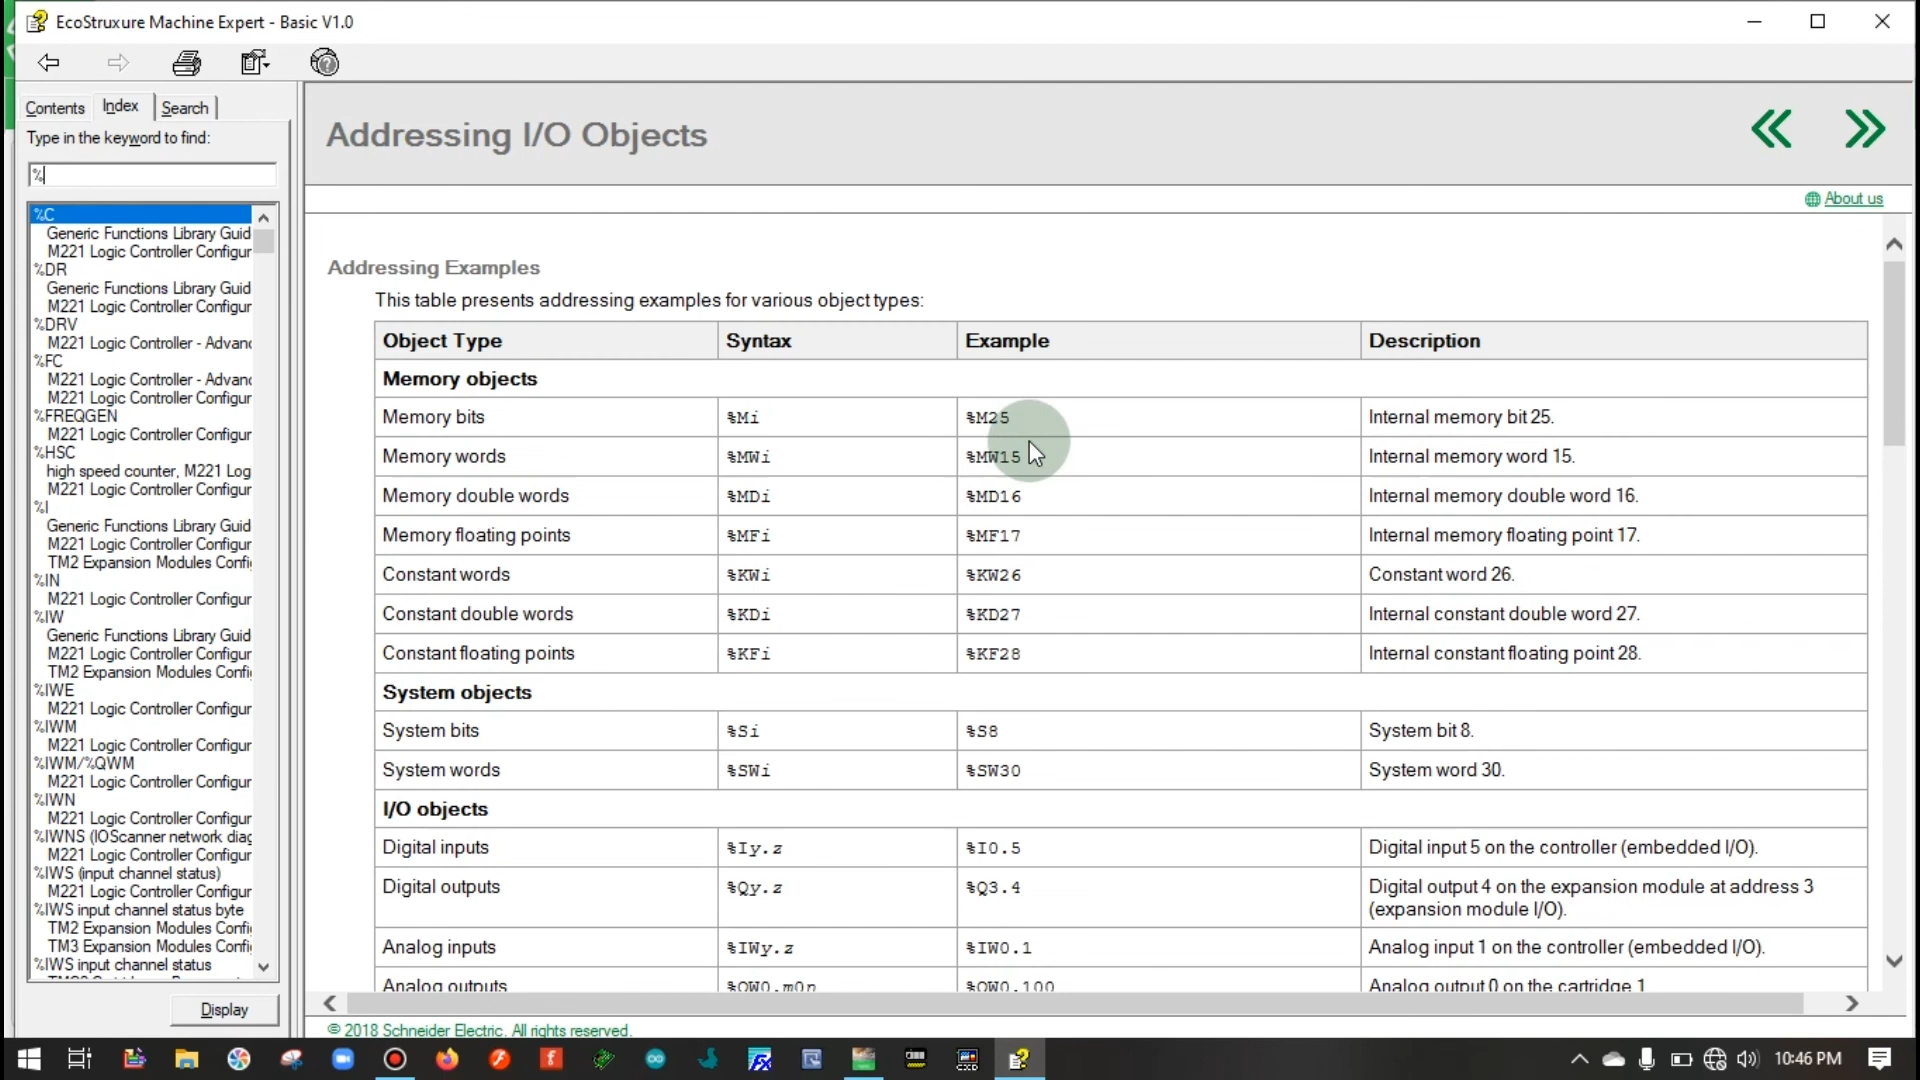 EcoStruxure Machine Expert - Basic V1.0
Contents Index Search
Type in the keyword to find:
%
%C
Generic Functions Library Guid
M221 Logic Controller Configur
%DR
Generic Functions Library Guid
M221 Logic Controller Configur
%DRV
M221 Logic Controller - Advanc
%FC
M221 Logic Controller - Advanc
M221 Logic Controller Configur
%FREQGEN
M221 Logic Controller Configur
%HSC
high speed counter, M221 Log
M221 Logic Controller Configur
%I
Generic Functions Library Guid
M221 Logic Controller Configur
TM2 Expansion Modules Confi
%IN
M221 Logic Controller Configur
%IW
Generic Functions Library Guid
M221 Logic Controller Configur
TM2 Expansion Modules Confi
%IWE
M221 Logic Controller Configur
%IWM
M221 Logic Controller Configur
%IWM/%QWM
M221 Logic Controller Configur
%IWN
M221 Logic Controller Configur
%IWNS (IOScanner network diag
M221 Logic Controller Configur
%IWS (input channel status)
M221 Logic Controller Configur
%IWS input channel status byte
TM2 Expansion Modules Confi
TM3 Expansion Modules Confi
%IWS input channel status
Display
Addressing I/O Objects
About us
Addressing Examples
This table presents addressing examples for various object types:
Object Type Syntax Example Description
Memory objects
Memory bits %Mi %M25 Internal memory bit 25.
Memory words %MWi %MW15 Internal memory word 15.
Memory double words %MDi %MD16 Internal memory double word 16.
Memory floating points %MFi %MF17 Internal memory floating point 17.
Constant words %KWi %KW26 Constant word 26.
Constant double words %KDi %KD27 Internal constant double word 27.
Constant floating points %KFi %KF28 Internal constant floating point 28.
System objects
System bits %Si %S8 System bit 8.
System words %SWi %SW30 System word 30.
I/O objects
Digital inputs %Iy.z %I0.5 Digital input 5 on the controller (embedded I/O).
Digital outputs %Qy.z %Q3.4 Digital output 4 on the expansion module at address 3
(expansion module I/O).
Analog inputs %IWy.z %IW0.1 Analog input 1 on the controller (embedded I/O).
Analog outputs %QW0.m0n %QW0.100 Analog output 0 on the cartridge 1
© 2018 Schneider Electric. All rights reserved.
10:46 PM